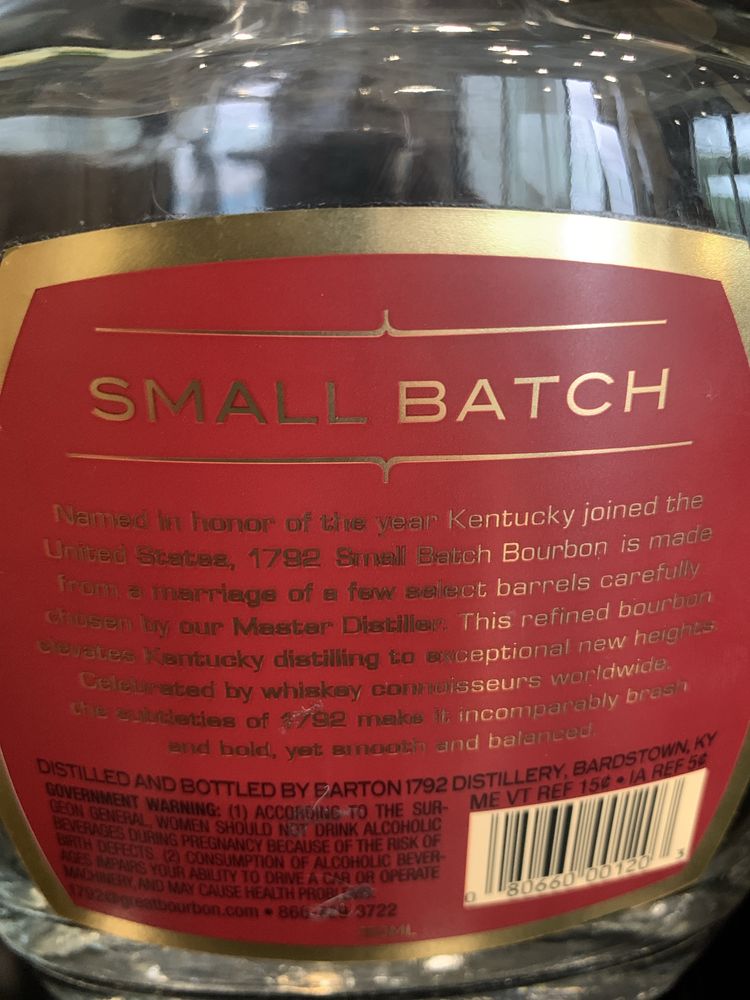 SMALL BATCH
Named in honor of the year Kentucky joined the
United States, 1792 Small Batch Bourbon is made
from a marriage of a few select barrels carefully
chosen by our Master Distiller. This refined bourbon
elevates Kentucky distilling to exceptional new heights.
Celebrated by whiskey connoisseurs worldwide,
the subtleties of 1792 make it incomparably brash
and bold, yet smooth and balanced.
DISTILLED AND BOTTLED BY BARTON 1792 DISTILLERY, BARDSTOWN, KY
GOVERNMENT WARNING: (1) ACCORDING TO THE SUR-
GEON GENERAL, WOMEN SHOULD NOT DRINK ALCOHOLIC
BEVERAGES DURING PREGNANCY BECAUSE OF THE RISK OF
BIRTH DEFECTS. (2) CONSUMPTION OF ALCOHOLIC BEVER-
AGES IMPAIRS YOUR ABILITY TO DRIVE A CAR OR OPERATE
MACHINERY, AND MAY CAUSE HEALTH PROBLEMS.
1792@greatbourbon.com • 3722
ME VT REF 15¢ • IA REF 5¢
0 80660 00120 3